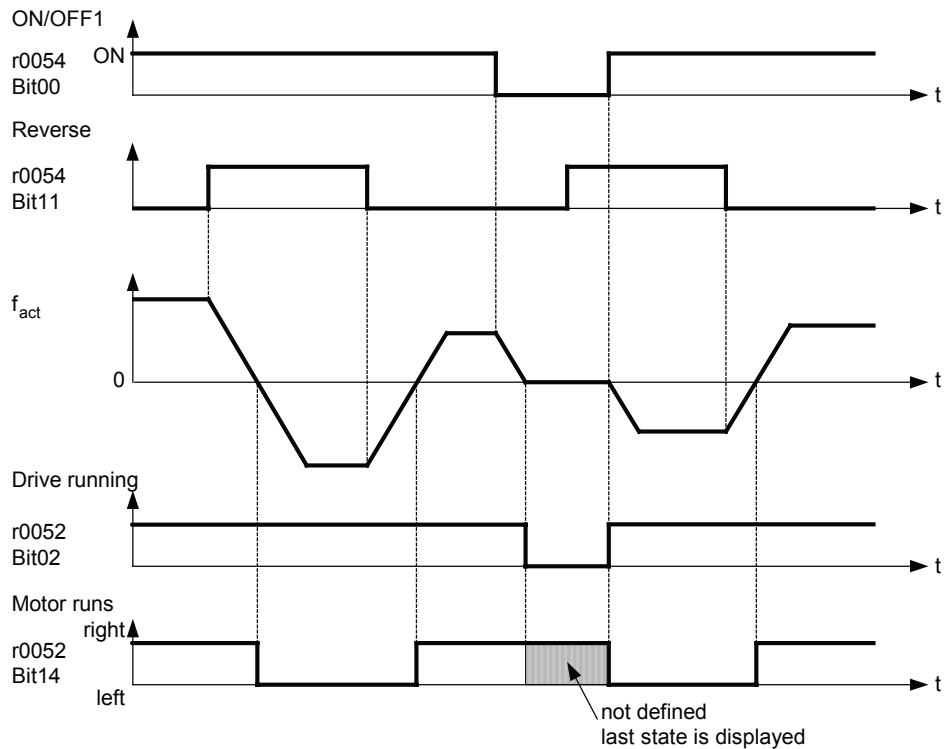 ON/OFF1
r0054
Bit00
ON
t
Reverse
r0054
Bit11
t
fact
0
t
Drive running
r0052
Bit02
t
Motor runs
right
r0052
Bit14
left
t
not defined
last state is displayed